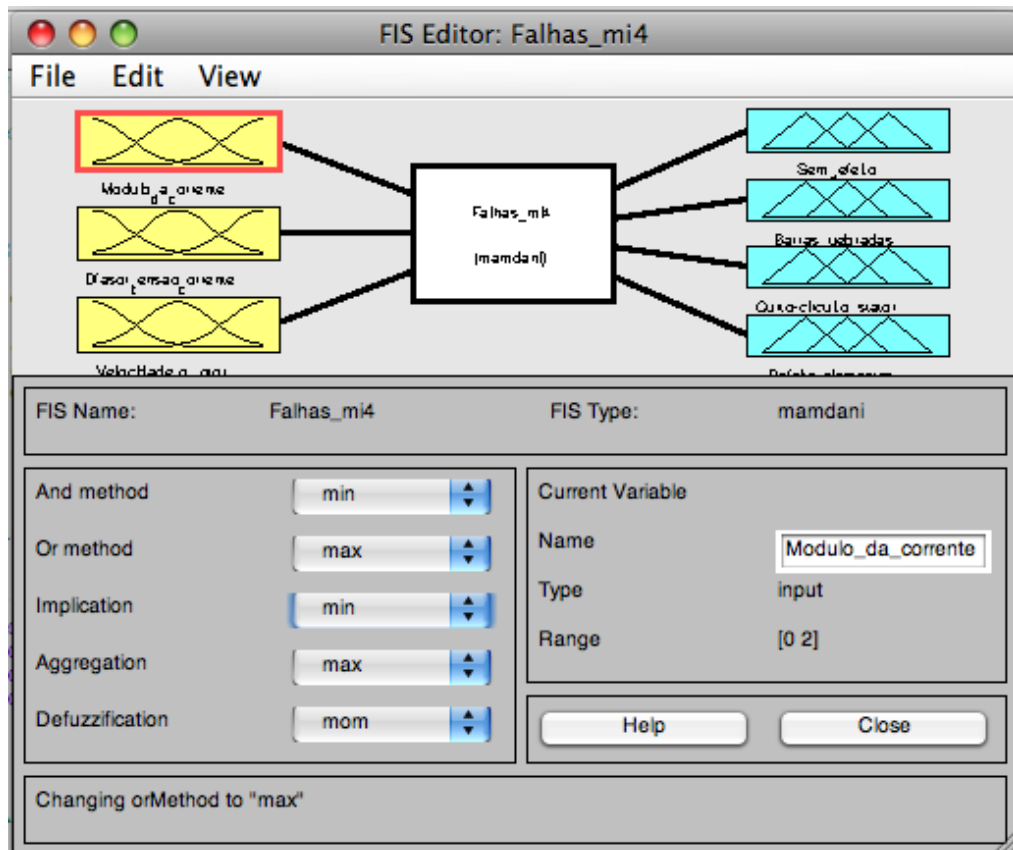 FIS Editor: Falhas_mi4
File Edit View
Falhas_mi4
(mamdani)
FIS Name: Falhas_mi4 FIS Type: mamdani
And method min
Or method max
Implication min
Aggregation max
Defuzzification mom
Current Variable
Name Modulo_da_corrente
Type input
Range [0 2]
Help Close
Changing orMethod to "max"